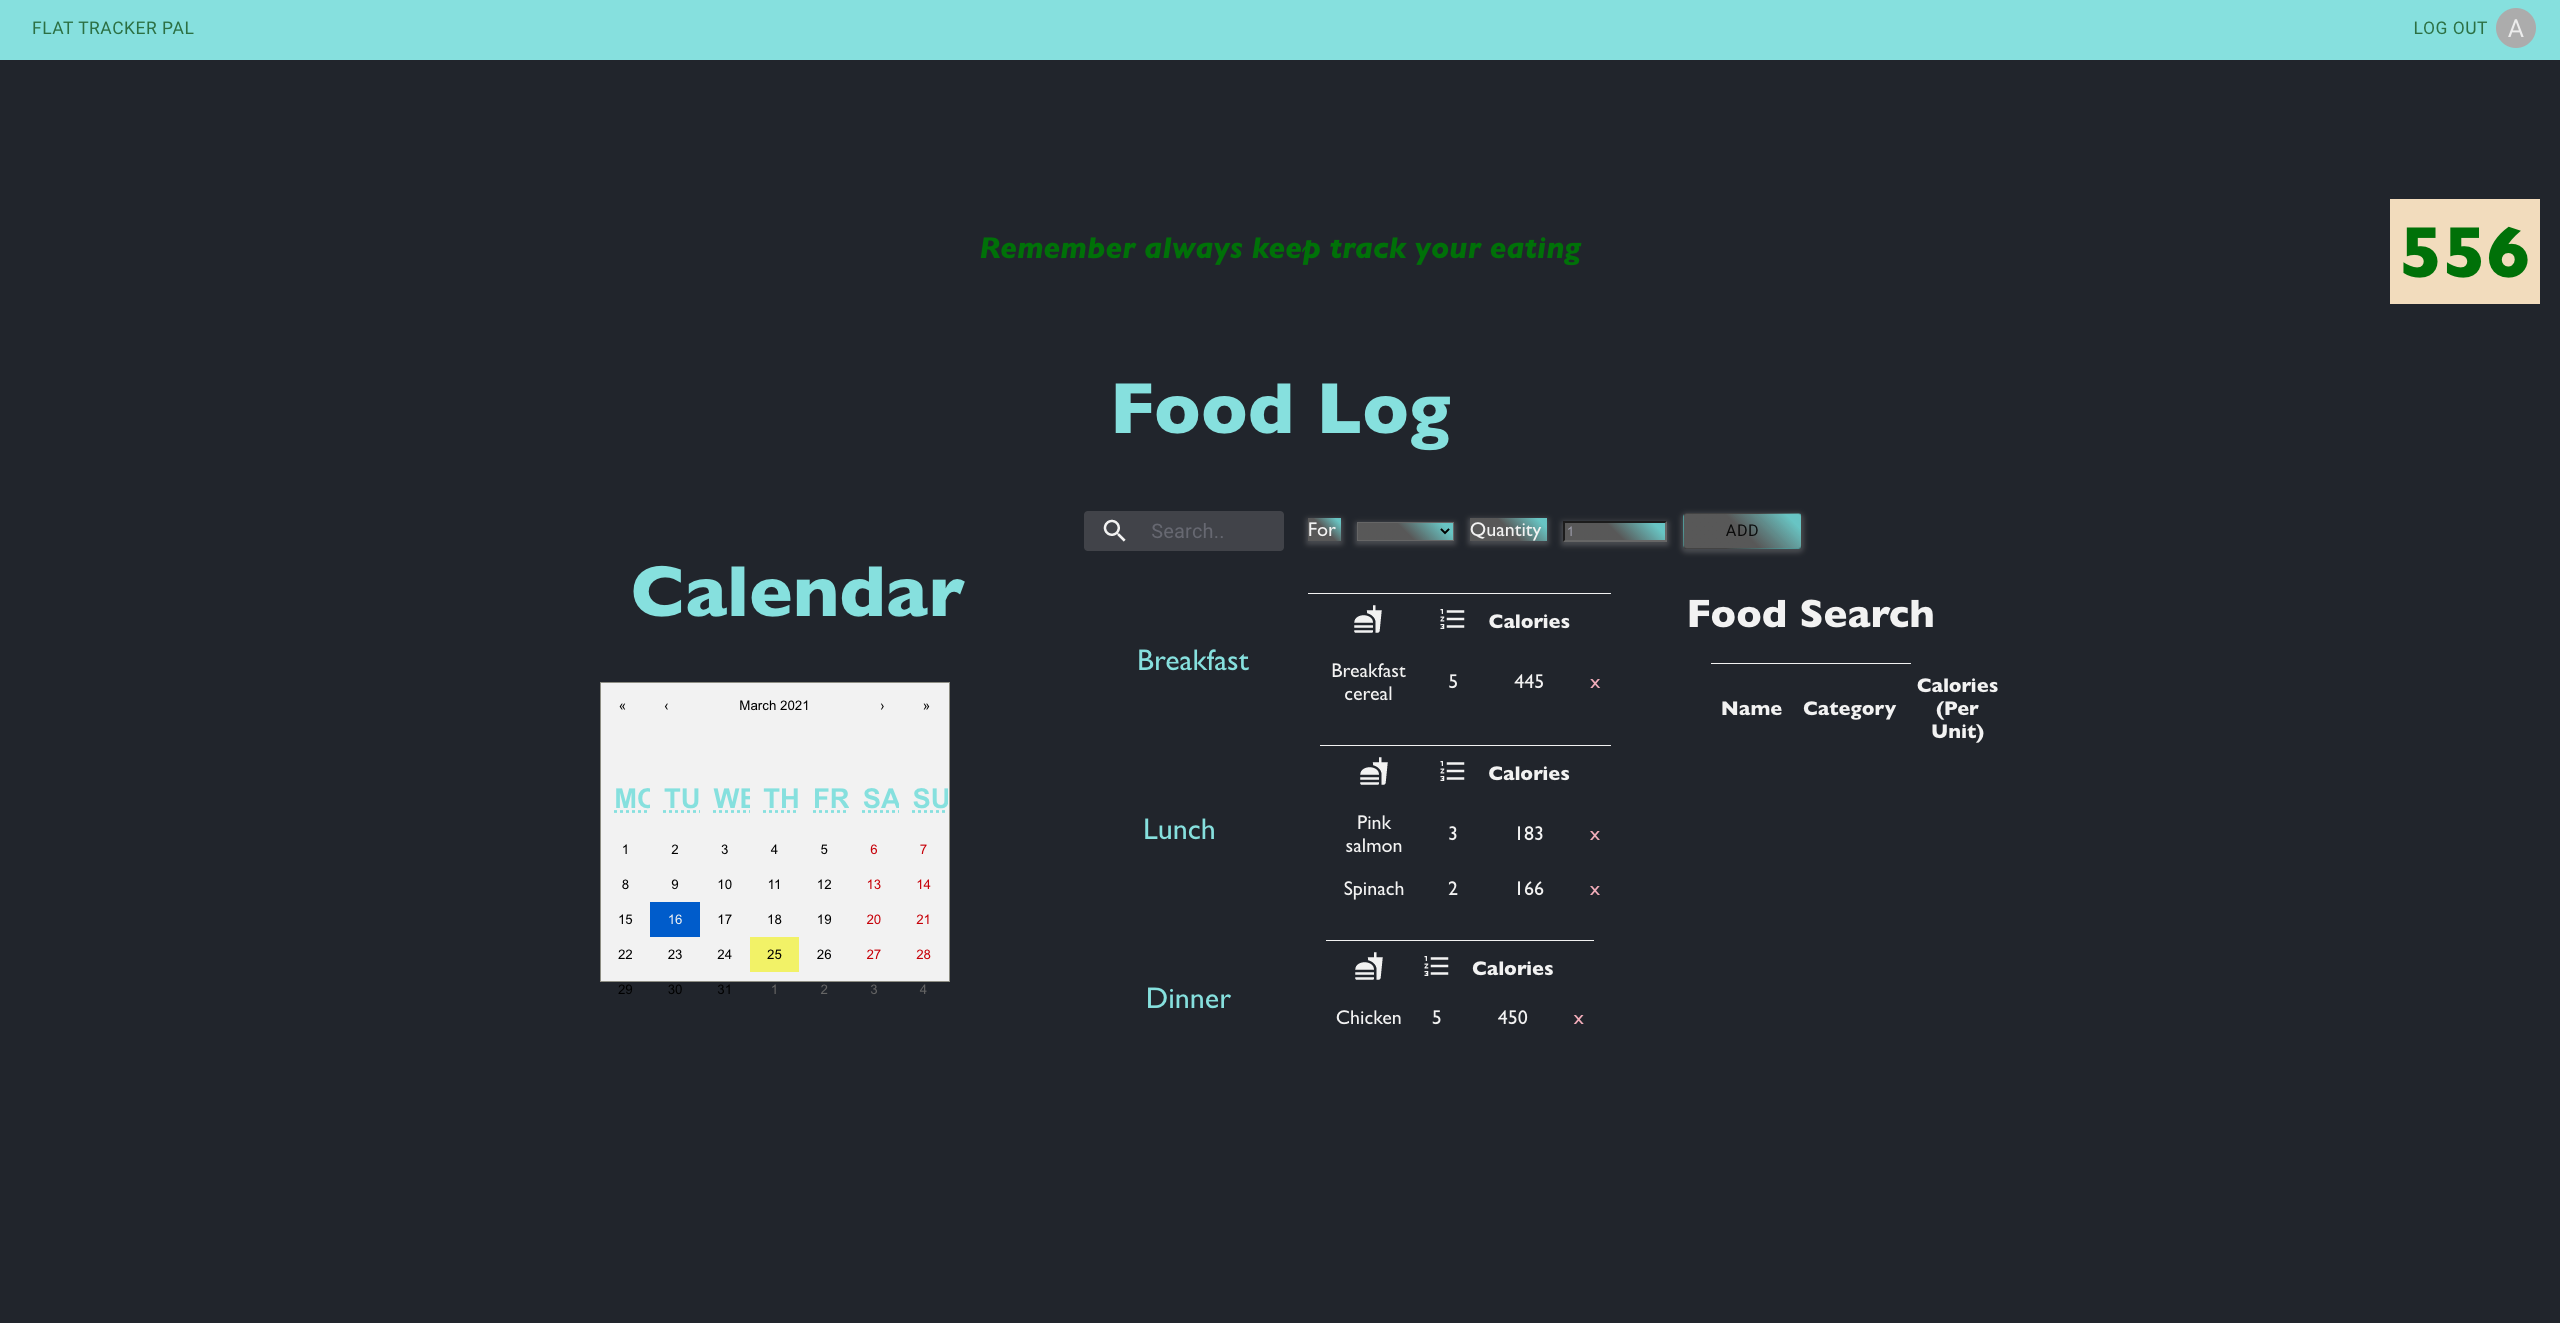 FLAT TRACKER PAL
LOG OUT A
Remember always keep track your eating
556
Food Log
Search..
For
Quantity
1
ADD
Calendar
« ‹ March 2021 › »
MO TU WE TH FR SA SU
1 2 3 4 5 6 7
8 9 10 11 12 13 14
15 16 17 18 19 20 21
22 23 24 25 26 27 28
29 30 31 1 2 3 4
Breakfast
Calories
Breakfast
cereal
5 445 x
Lunch
Calories
Pink
salmon
3 183 x
Spinach 2 166 x
Dinner
Calories
Chicken 5 450 x
Food Search
Name Category
Calories
(Per
Unit)